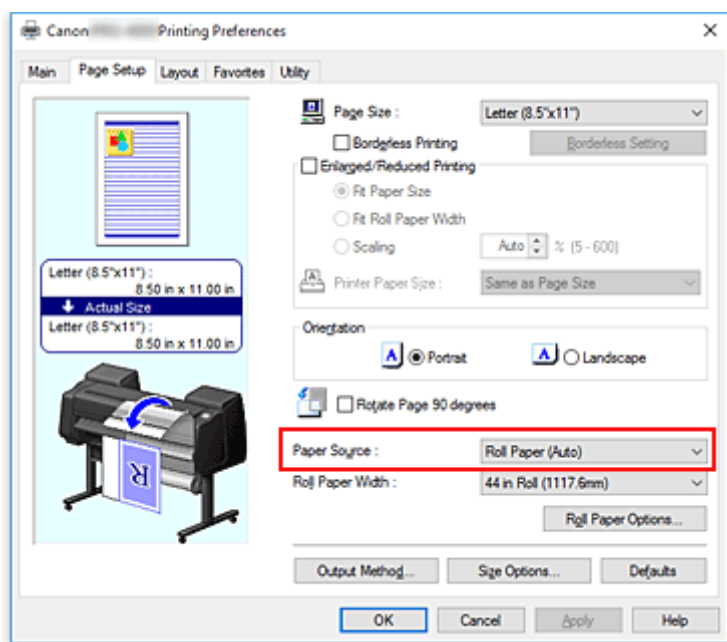 Canon Printing Preferences
Main Page Setup Layout Favorites Utility
Page Size : Letter (8.5"x11")
Borderless Printing Borderless Setting
Enlarged/Reduced Printing
Fit Paper Size
Fit Roll Paper Width
Scaling Auto % (5 - 600)
Printer Paper Size : Same as Page Size
Letter (8.5"x11") :
8.50 in x 11.00 in
Actual Size
Letter (8.5"x11") :
8.50 in x 11.00 in
Orientation
A Portrait A Landscape
Rotate Page 90 degrees
Paper Source : Roll Paper (Auto)
Roll Paper Width : 44 in Roll (1117.6mm)
R
Roll Paper Options...
Output Method... Size Options... Defaults
OK Cancel Apply Help